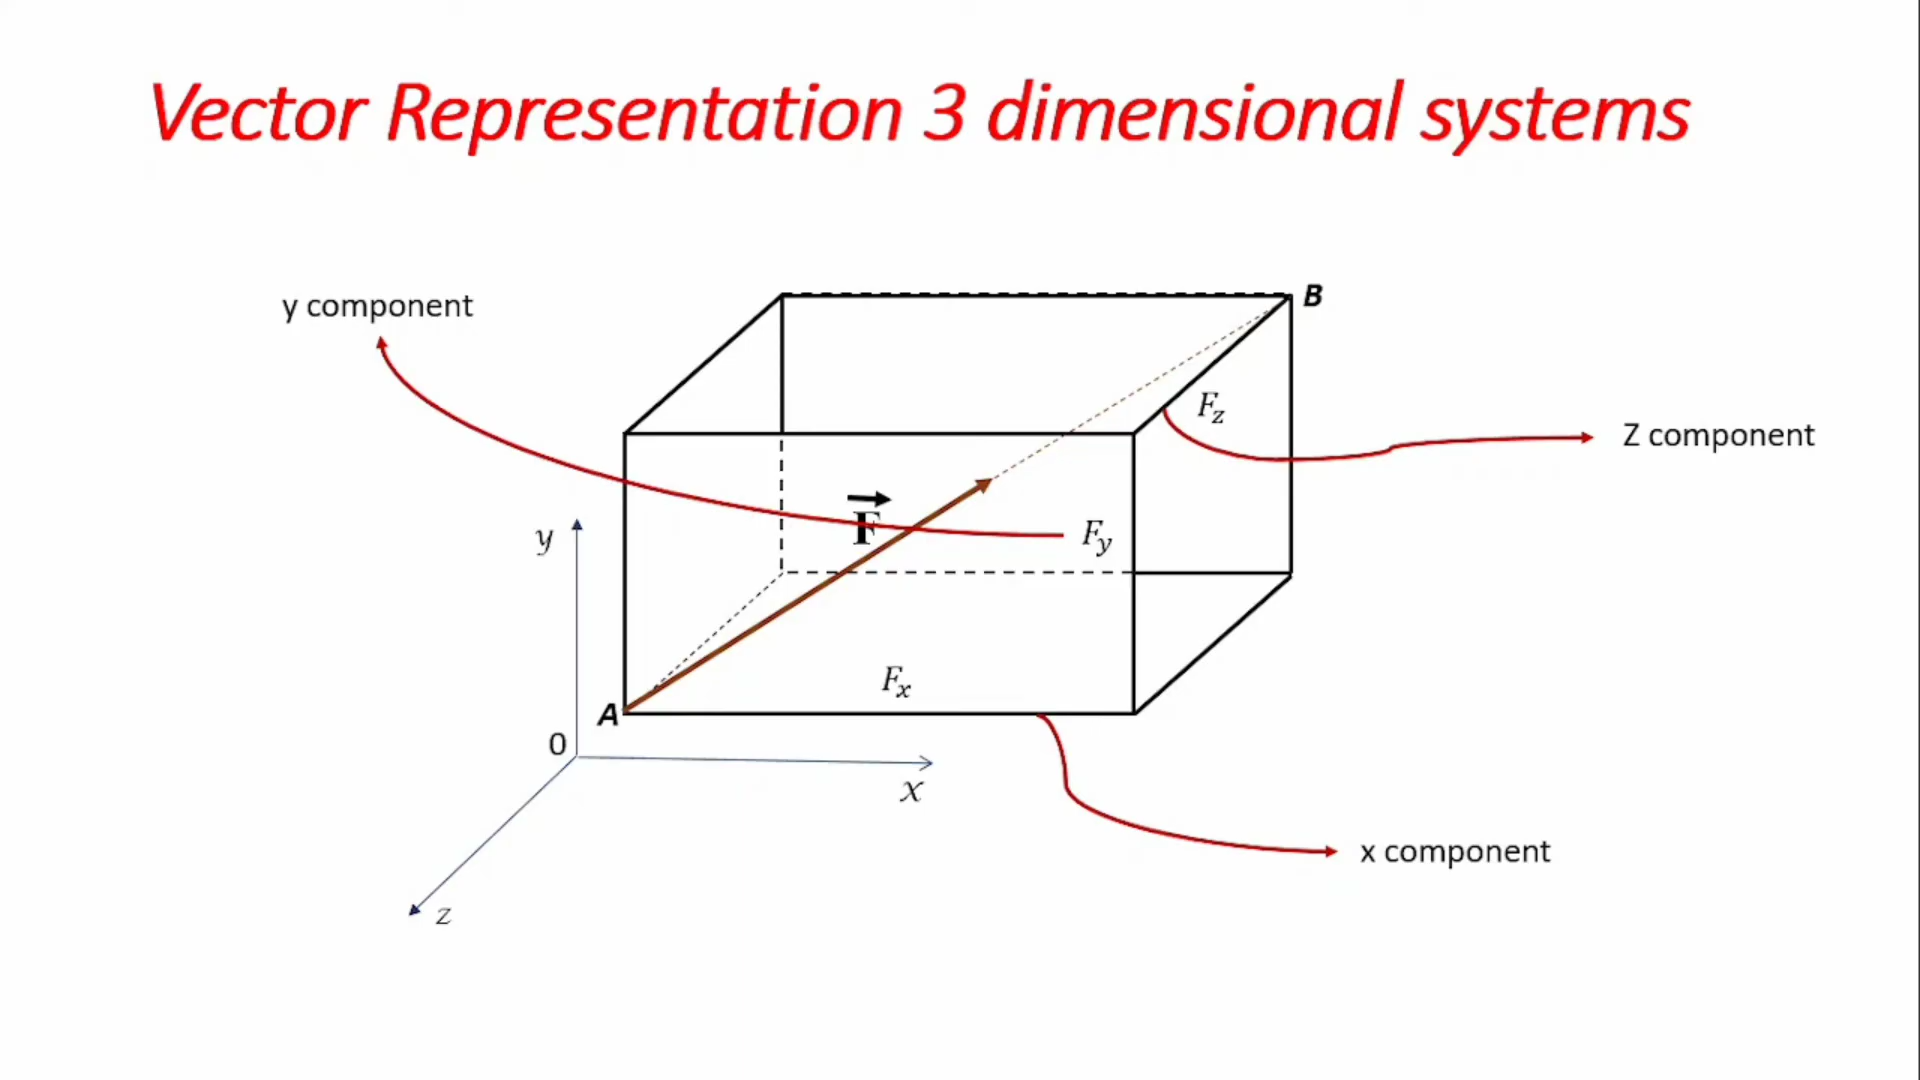 Vector Representation 3 dimensional systems
y component
B
F_z
Z component
F
F_y
y
F_x
A
0
x
x component
z